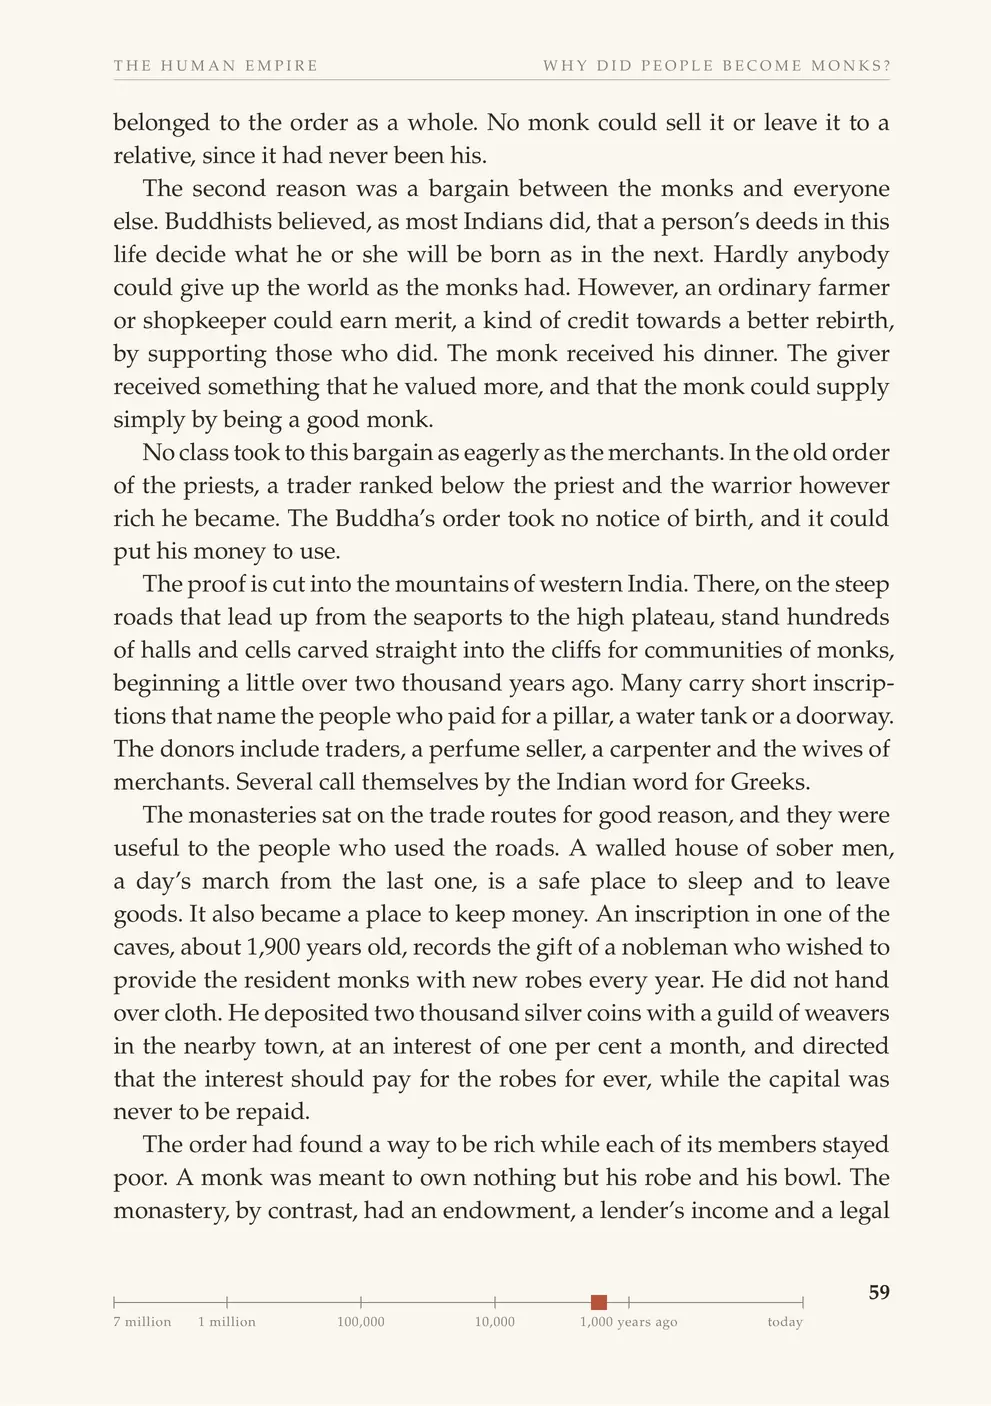 THE HUMAN EMPIRE
WHY DID PEOPLE BECOME MONKS?
belonged to the order as a whole. No monk could sell it or leave it to a
relative, since it had never been his.
The second reason was a bargain between the monks and everyone
else. Buddhists believed, as most Indians did, that a person’s deeds in this
life decide what he or she will be born as in the next. Hardly anybody
could give up the world as the monks had. However, an ordinary farmer
or shopkeeper could earn merit, a kind of credit towards a better rebirth,
by supporting those who did. The monk received his dinner. The giver
received something that he valued more, and that the monk could supply
simply by being a good monk.
No class took to this bargain as eagerly as the merchants. In the old order
of the priests, a trader ranked below the priest and the warrior however
rich he became. The Buddha’s order took no notice of birth, and it could
put his money to use.
The proof is cut into the mountains of western India. There, on the steep
roads that lead up from the seaports to the high plateau, stand hundreds
of halls and cells carved straight into the cliffs for communities of monks,
beginning a little over two thousand years ago. Many carry short inscrip-
tions that name the people who paid for a pillar, a water tank or a doorway.
The donors include traders, a perfume seller, a carpenter and the wives of
merchants. Several call themselves by the Indian word for Greeks.
The monasteries sat on the trade routes for good reason, and they were
useful to the people who used the roads. A walled house of sober men,
a day’s march from the last one, is a safe place to sleep and to leave
goods. It also became a place to keep money. An inscription in one of the
caves, about 1,900 years old, records the gift of a nobleman who wished to
provide the resident monks with new robes every year. He did not hand
over cloth. He deposited two thousand silver coins with a guild of weavers
in the nearby town, at an interest of one per cent a month, and directed
that the interest should pay for the robes for ever, while the capital was
never to be repaid.
The order had found a way to be rich while each of its members stayed
poor. A monk was meant to own nothing but his robe and his bowl. The
monastery, by contrast, had an endowment, a lender’s income and a legal
59
7 million
1 million
100,000
10,000
1,000 years ago
today